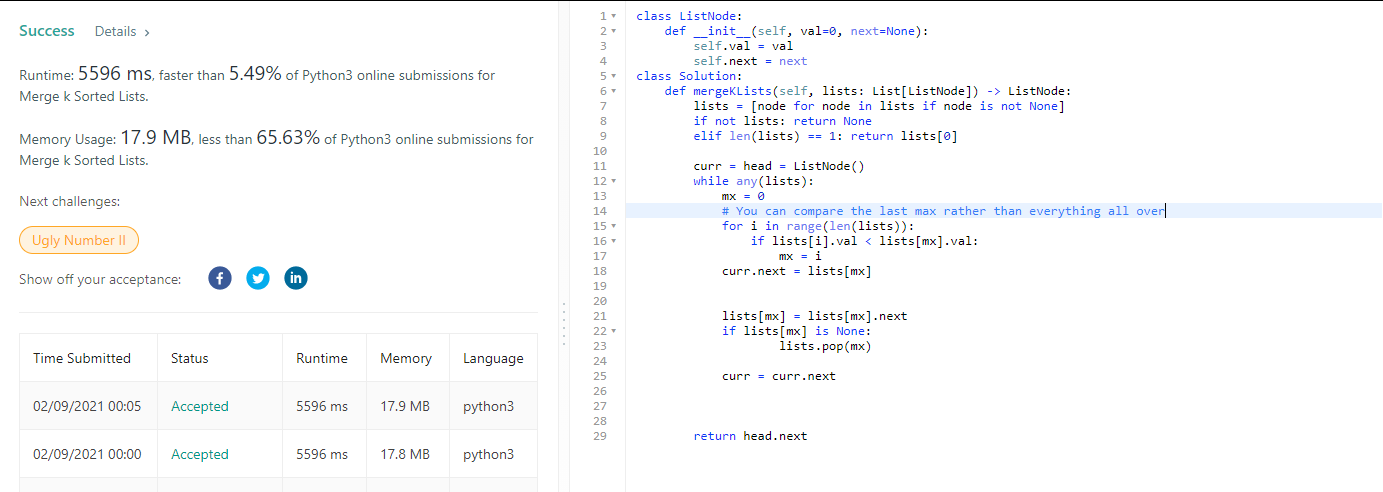 Success Details >
Runtime: 5596 ms, faster than 5.49% of Python3 online submissions for
Merge k Sorted Lists.
Memory Usage: 17.9 MB, less than 65.63% of Python3 online submissions for
Merge k Sorted Lists.
Next challenges:
Ugly Number II
Show off your acceptance:
Time Submitted Status Runtime Memory Language
02/09/2021 00:05 Accepted 5596 ms 17.9 MB python3
02/09/2021 00:00 Accepted 5596 ms 17.8 MB python3
1 class ListNode:
2     def __init__(self, val=0, next=None):
3         self.val = val
4         self.next = next
5 class Solution:
6     def mergeKLists(self, lists: List[ListNode]) -> ListNode:
7         lists = [node for node in lists if node is not None]
8         if not lists: return None
9         elif len(lists) == 1: return lists[0]
10
11         curr = head = ListNode()
12         while any(lists):
13             mx = 0
14             # You can compare the last max rather than everything all over
15             for i in range(len(lists)):
16                 if lists[i].val < lists[mx].val:
17                     mx = i
18             curr.next = lists[mx]
19
20
21             lists[mx] = lists[mx].next
22             if lists[mx] is None:
23                     lists.pop(mx)
24
25             curr = curr.next
26
27
28
29         return head.next